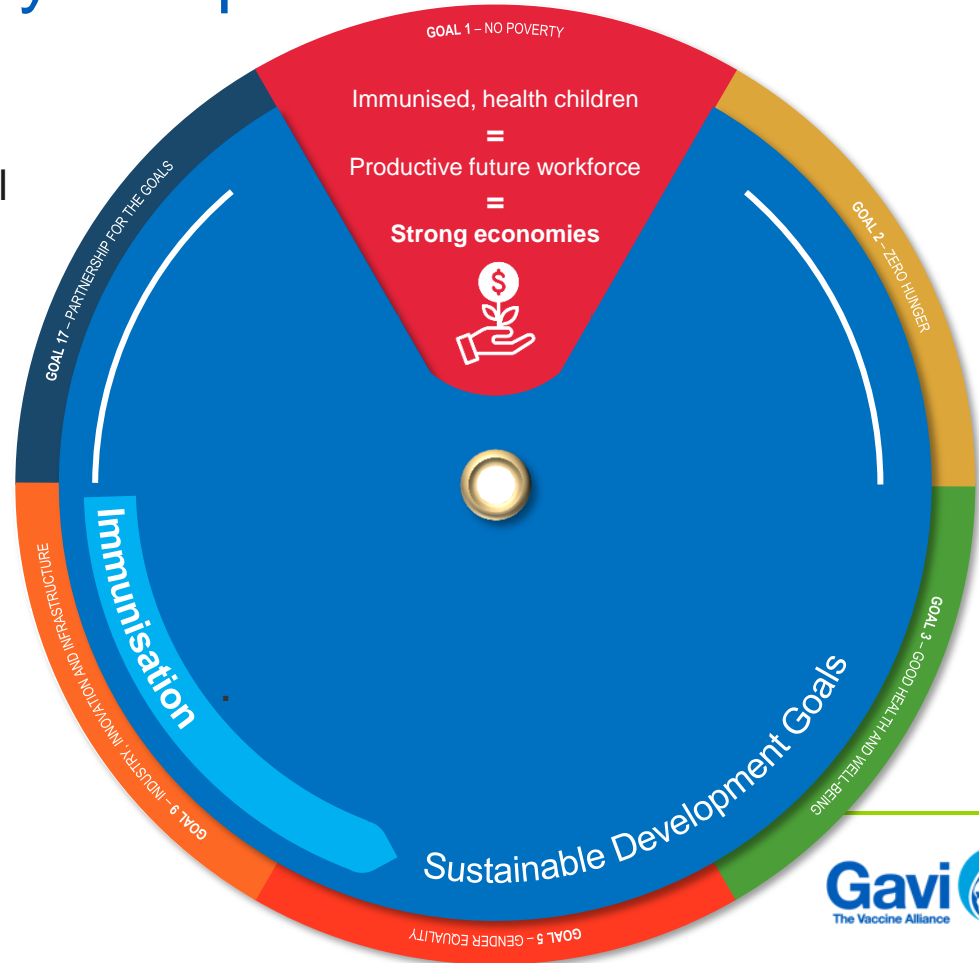 GOAL 1 – NO POVERTY
Immunised, health children
=
Productive future workforce
=
Strong economies
$
GOAL 2 – ZERO HUNGER
GOAL 3 – GOOD HEALTH AND WELL-BEING
GOAL 5 – GENDER EQUALITY
GOAL 9 – INDUSTRY, INNOVATION AND INFRASTRUCTURE
GOAL 17 – PARTNERSHIP FOR THE GOALS
Immunisation
Sustainable Development Goals
Gavi
The Vaccine Alliance